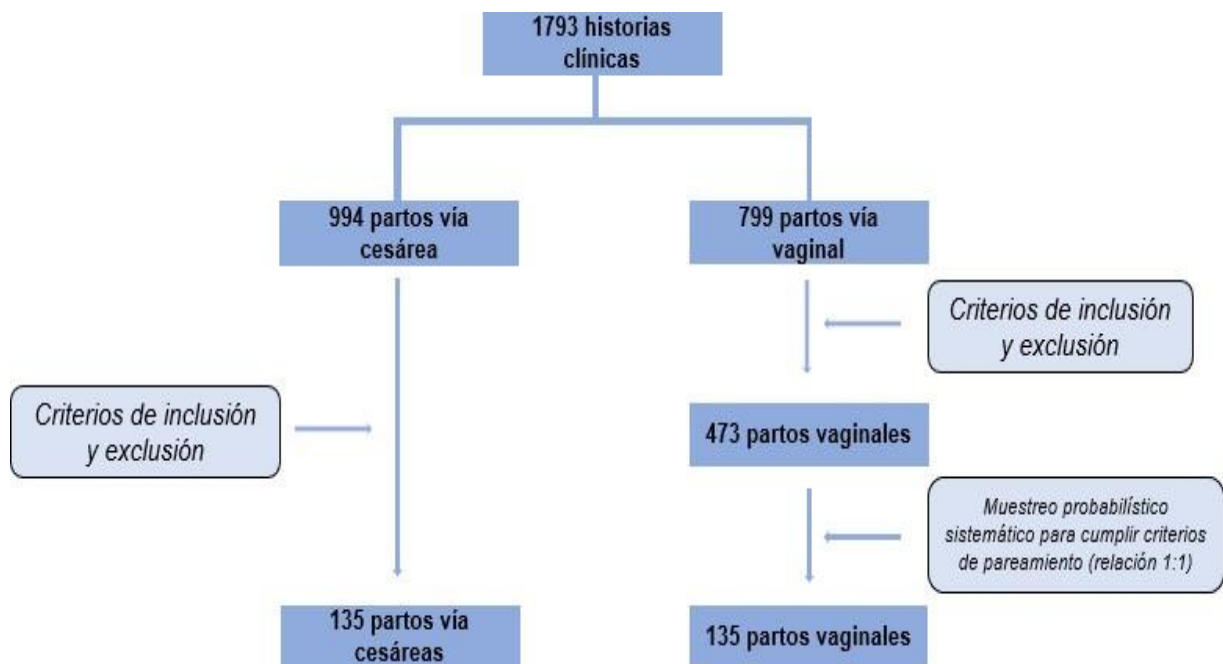 1793 historias
clínicas
994 partos vía
cesárea
799 partos vía
vaginal
Criterios de inclusión
y exclusión
Criterios de inclusión
y exclusión
473 partos vaginales
Muestreo probabilístico
sistemático para cumplir criterios
de pareamiento (relación 1:1)
135 partos vía
cesáreas
135 partos vaginales